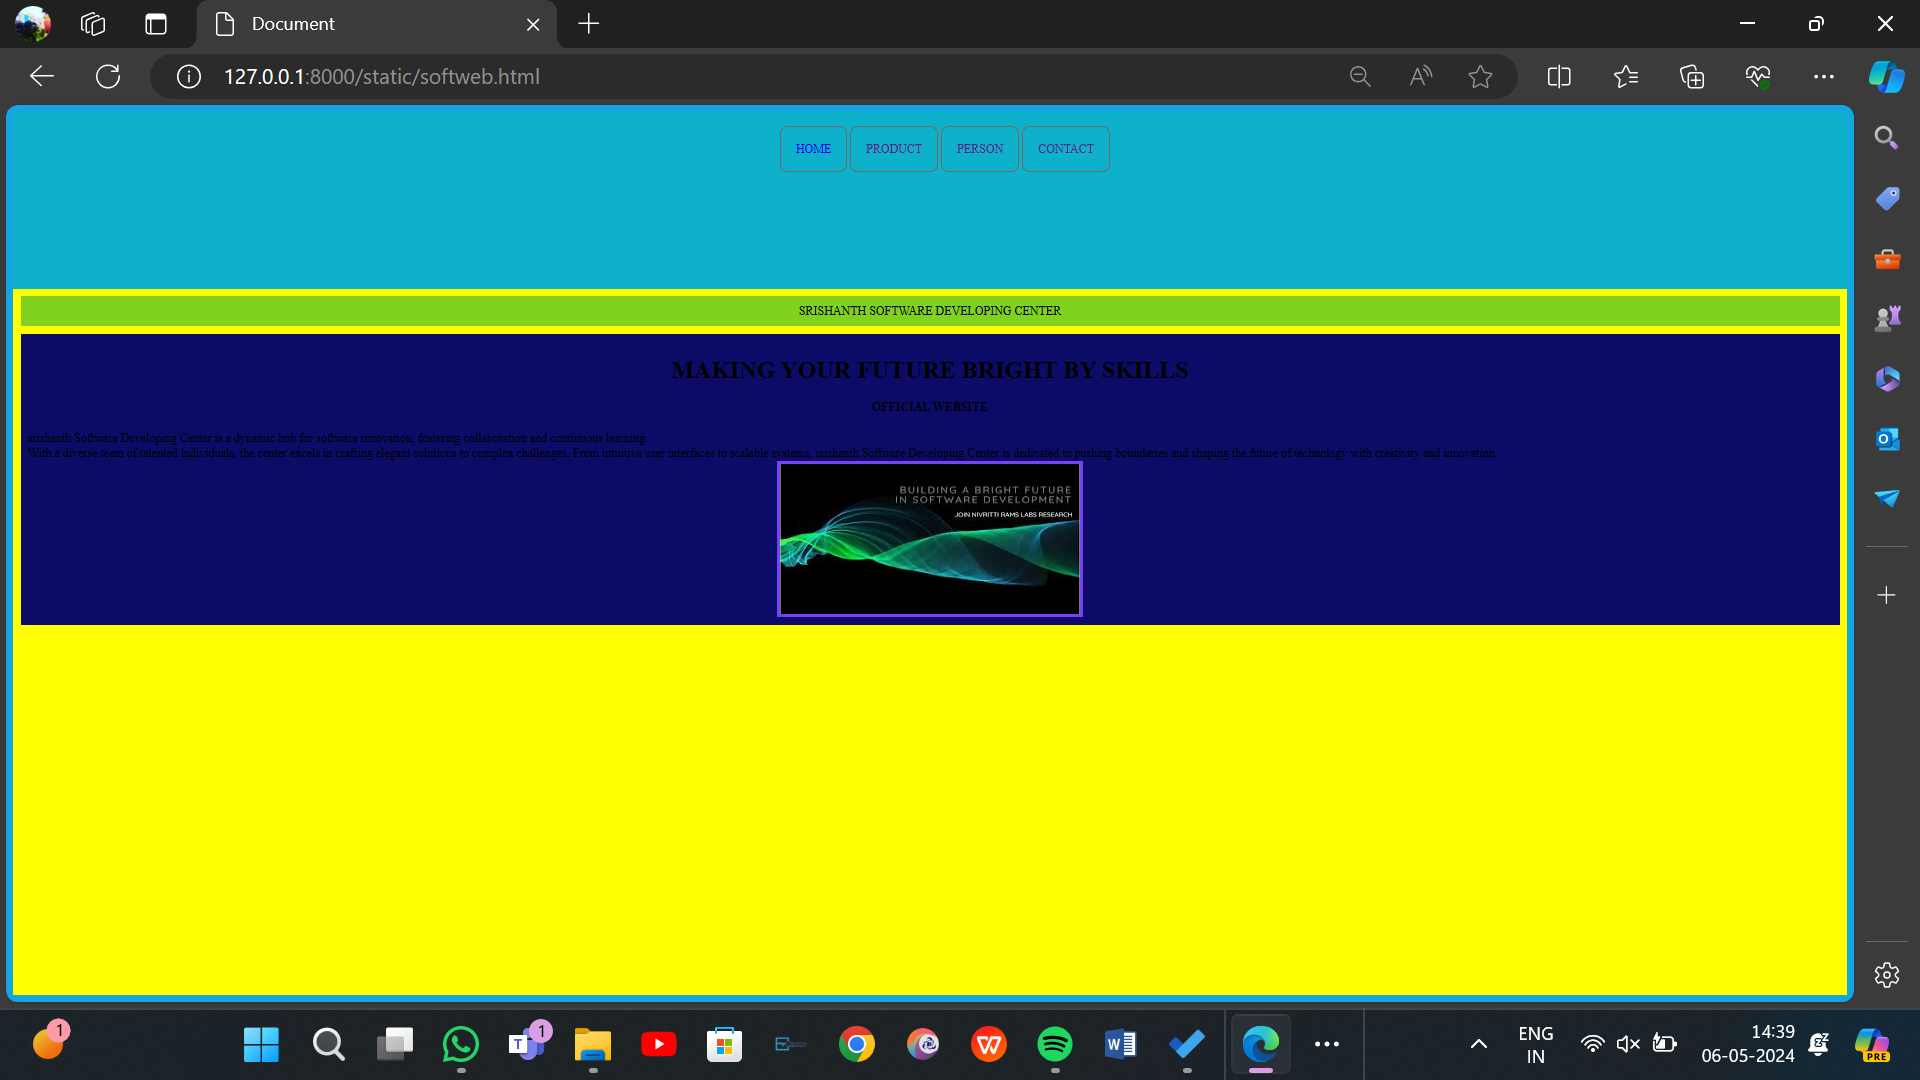 Document
127.0.0.1:8000/static/softweb.html
HOME PRODUCT PERSON CONTACT
SRISHANTH SOFTWARE DEVELOPING CENTER
MAKING YOUR FUTURE BRIGHT BY SKILLS
OFFICIAL WEBSITE
srishanth Software Developing Center is a dynamic hub for software innovation, fostering collaboration and continuous learning.
With a diverse team of talented individuals, the center excels in crafting elegant solutions to complex challenges. From intuitive user interfaces to scalable systems, srishanth Software Developing Center is dedicated to pushing boundaries and shaping the future of technology with creativity and innovation.
BUILDING A BRIGHT FUTURE
IN SOFTWARE DEVELOPMENT
JOIN NIVRITTI RAMS LABS RESEARCH
1
1
ENG
IN
14:39
06-05-2024
PRE